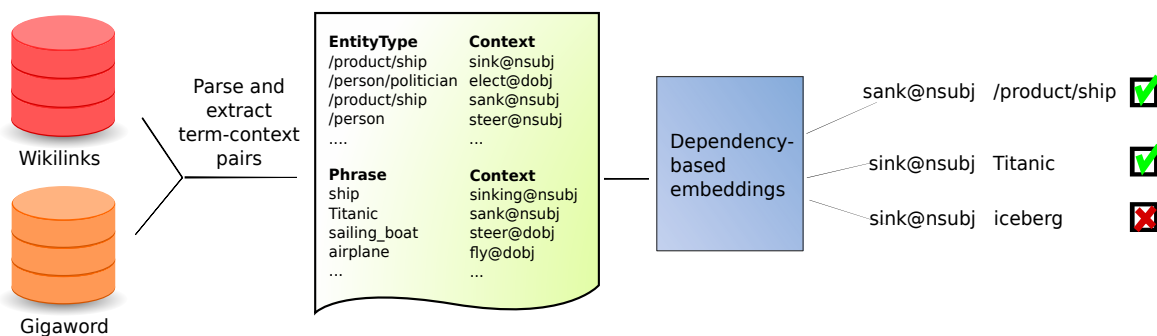 Wikilinks
Gigaword
Parse and
extract
term-context
pairs
EntityType Context
/product/ship sink@nsubj
/person/politician elect@dobj
/product/ship sank@nsubj
/person steer@nsubj
.... ...
Phrase Context
ship sinking@nsubj
Titanic sank@nsubj
sailing_boat steer@dobj
airplane fly@dobj
... ...
Dependency-
based
embeddings
sank@nsubj /product/ship
sink@nsubj Titanic
sink@nsubj iceberg